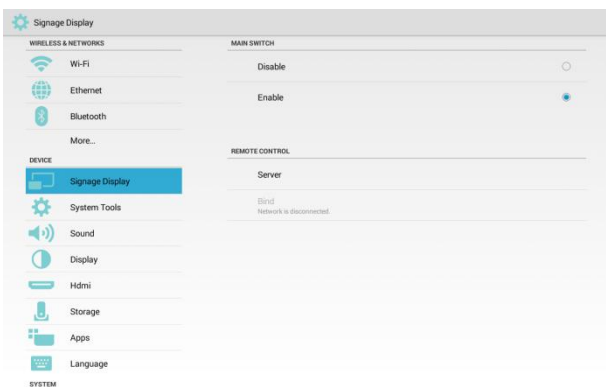 Signage Display
WIRELESS & NETWORKS
Wi-Fi
Ethernet
Bluetooth
More...
DEVICE
Signage Display
System Tools
Sound
Display
Hdmi
Storage
Apps
Language
SYSTEM
MAIN SWITCH
Disable
Enable
REMOTE CONTROL
Server
Bind
Network is disconnected.